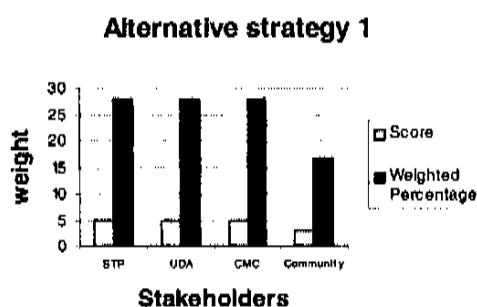 Alternative strategy 1
30
25
20
15
10
5
0
weight
STP UDA CMC Community
Stakeholders
Score
Weighted
Percentage